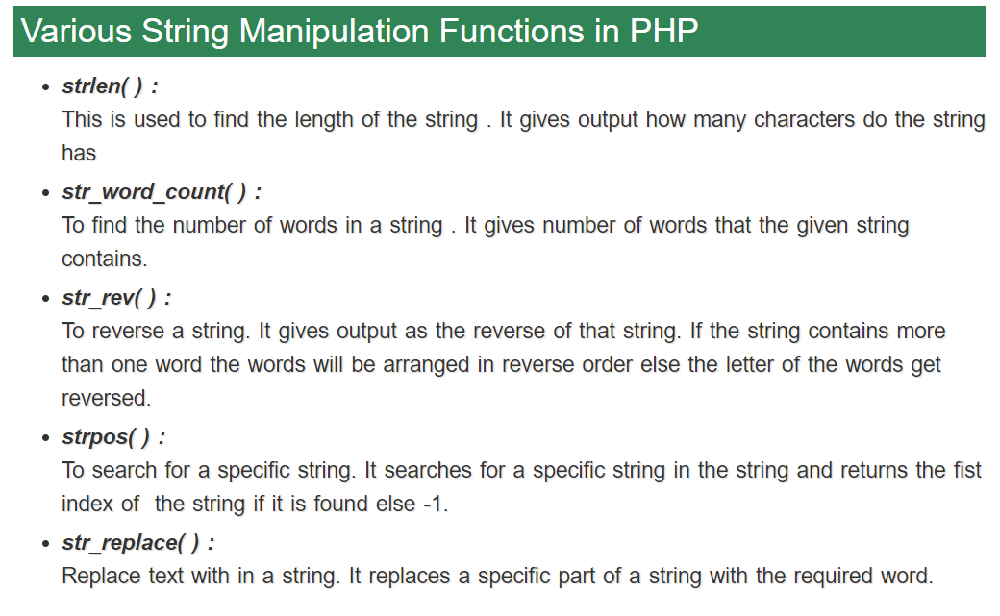 Various String Manipulation Functions in PHP
• strlen( ) :
This is used to find the length of the string . It gives output how many characters do the string
has
• str_word_count( ) :
To find the number of words in a string . It gives number of words that the given string
contains.
• str_rev( ) :
To reverse a string. It gives output as the reverse of that string. If the string contains more
than one word the words will be arranged in reverse order else the letter of the words get
reversed.
• strpos( ) :
To search for a specific string. It searches for a specific string in the string and returns the fist
index of  the string if it is found else -1.
• str_replace( ) :
Replace text with in a string. It replaces a specific part of a string with the required word.